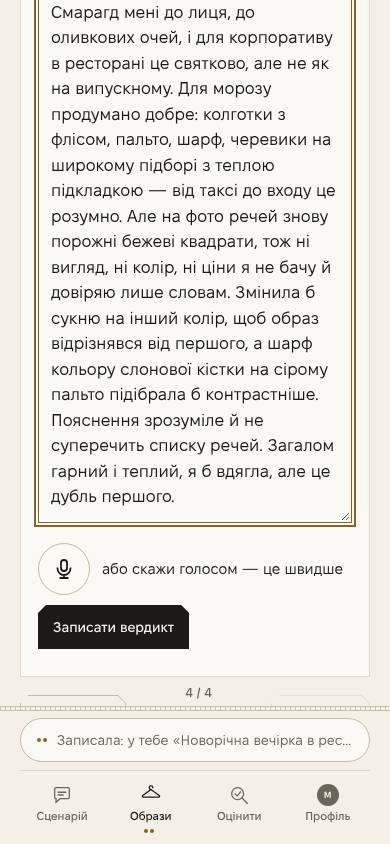 Смарагд мені до лиця, до
оливкових очей, і для корпоративу
в ресторані це святково, але не як
на випускному. Для морозу
продумано добре: колготки з
флісом, пальто, шарф, черевики на
широкому підборі з теплою
підкладкою — від таксі до входу це
розумно. Але на фото речей знову
порожні бежеві квадрати, тож ні
вигляд, ні колір, ні ціни я не бачу й
довіряю лише словам. Змінила б
сукню на інший колір, щоб образ
відрізнявся від першого, а шарф
кольору слонової кістки на сірому
пальто підібрала б контрастніше.
Пояснення зрозуміле й не
суперечить списку речей. Загалом
гарний і теплий, я б вдягла, але це
дубль першого.
або скажи голосом — це швидше
Записати вердикт
4 / 4
Записала: у тебе «Новорічна вечірка в рес...
Сценарій
Образи
Оцінити
М
Профіль